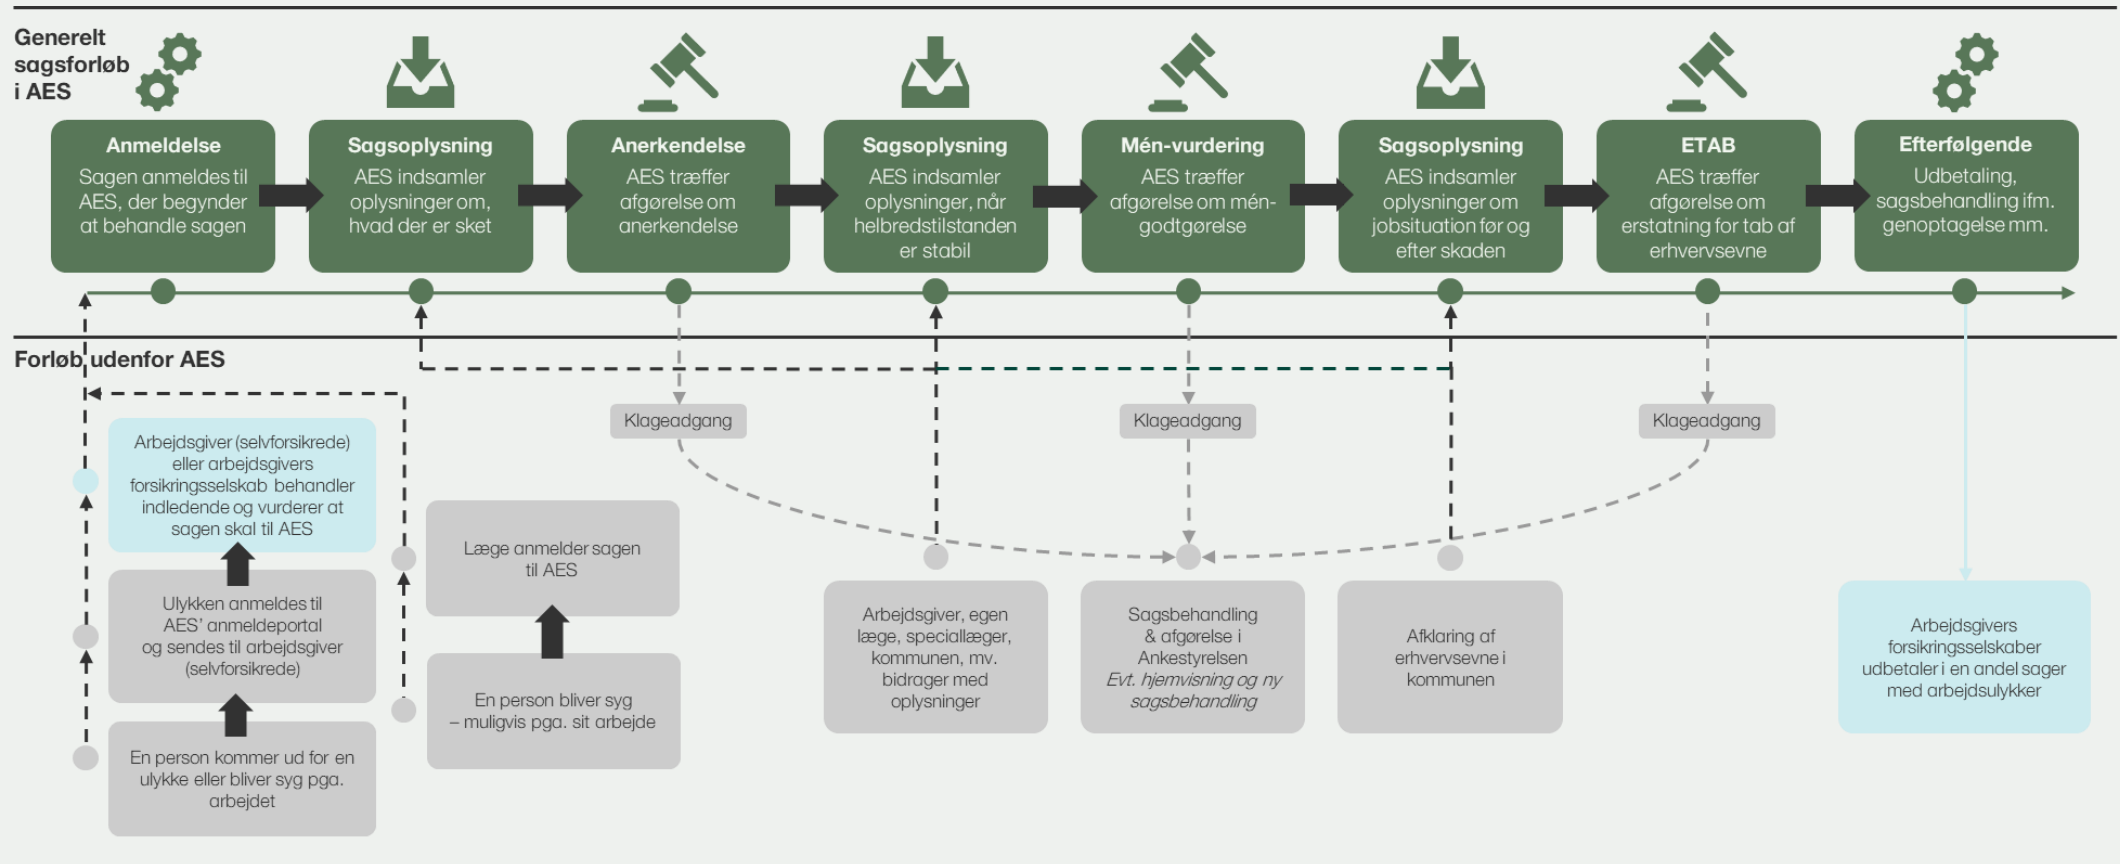 Generelt
sagsforløb
i AES
Anmeldelse
Sagen anmeldes til
AES, der begynder
at behandle sagen
Sagsoplysning
AES indsamler
oplysninger om,
hvad der er sket
Anerkendelse
AES træffer
afgørelse om
anerkendelse
Sagsoplysning
AES indsamler
oplysninger, når
helbredstilstanden
er stabil
Mén-vurdering
AES træffer
afgørelse om mén-
godtgørelse
Sagsoplysning
AES indsamler
oplysninger om
jobsituation før og
efter skaden
ETAB
AES træffer
afgørelse om
erstatning for tab af
erhvervsevne
Efterfølgende
Udbetaling,
sagsbehandling ifm.
genoptagelse mm.
Forløb udenfor AES
Arbejdsgiver (selvforsikrede)
eller arbejdsgivers
forsikringsselskab behandler
indledende og vurderer at
sagen skal til AES
Ulykken anmeldes til
AES' anmeldeportal
og sendes til arbejdsgiver
(selvforsikrede)
En person kommer ud for en
ulykke eller bliver syg pga.
arbejdet
Læge anmelder sagen
til AES
En person bliver syg
– muligvis pga. sit arbejde
Klageadgang
Klageadgang
Klageadgang
Arbejdsgiver, egen
læge, speciallæger,
kommunen, mv.
bidrager med
oplysninger
Sagsbehandling
& afgørelse i
Ankestyrelsen
Evt. hjemvisning og ny
sagsbehandling
Afklaring af
erhvervsevne i
kommunen
Arbejdsgivers
forsikringsselskaber
udbetaler i en andel sager
med arbejdsulykker